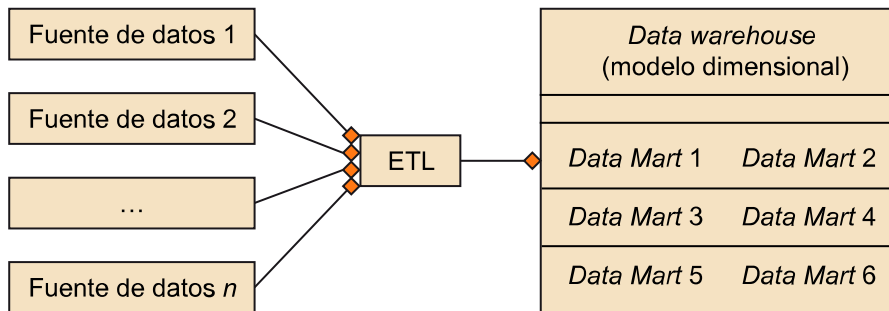 Fuente de datos 1
Fuente de datos 2
…
Fuente de datos n
ETL
Data warehouse
(modelo dimensional)
Data Mart 1 Data Mart 2
Data Mart 3 Data Mart 4
Data Mart 5 Data Mart 6